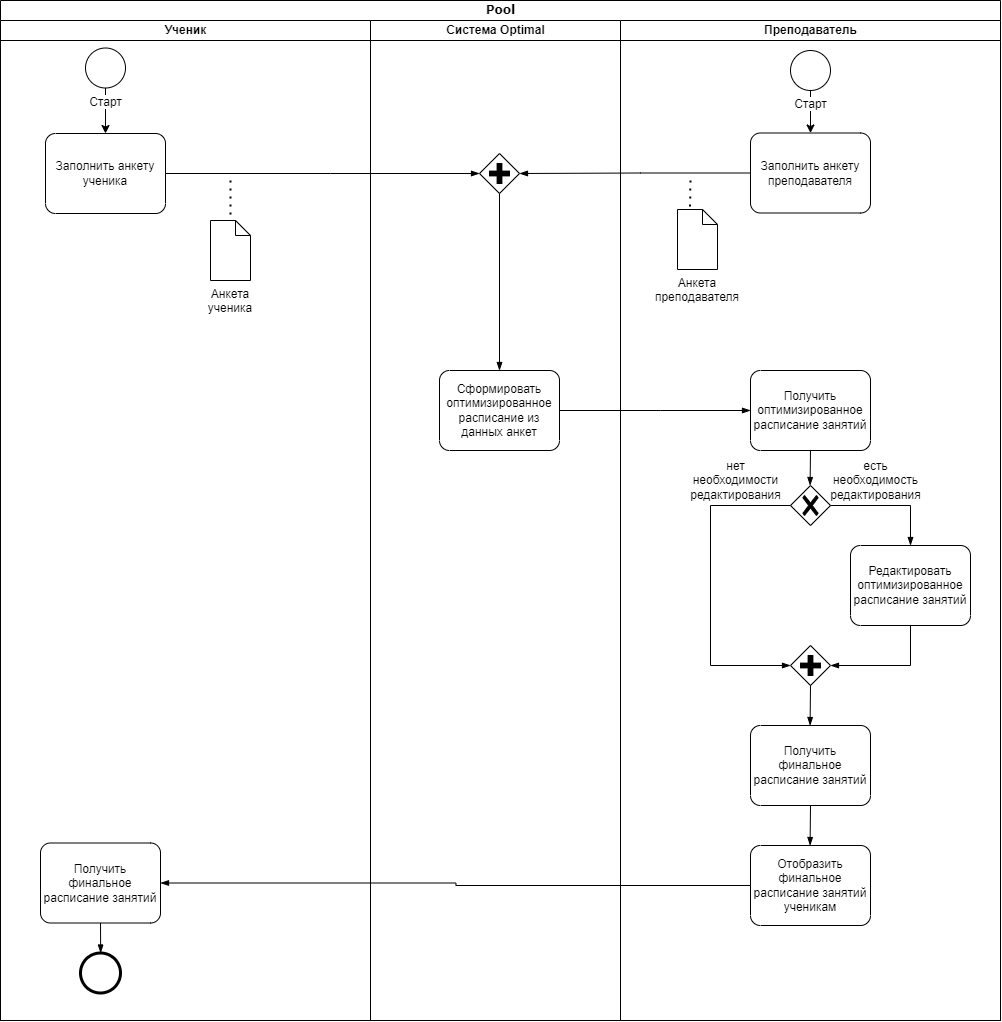 Pool
Ученик
Система Optimal
Преподаватель
Старт
Старт
Заполнить анкету
ученика
Заполнить анкету
преподавателя
Анкета
ученика
Анкета
преподавателя
Сформировать
оптимизированное
расписание из
данных анкет
Получить
оптимизированное
расписание занятий
нет
необходимости
редактирования
есть
необходимость
редактирования
Редактировать
оптимизированное
расписание занятий
Получить
финальное
расписание занятий
Отобразить
финальное
расписание занятий
ученикам
Получить
финальное
расписание занятий